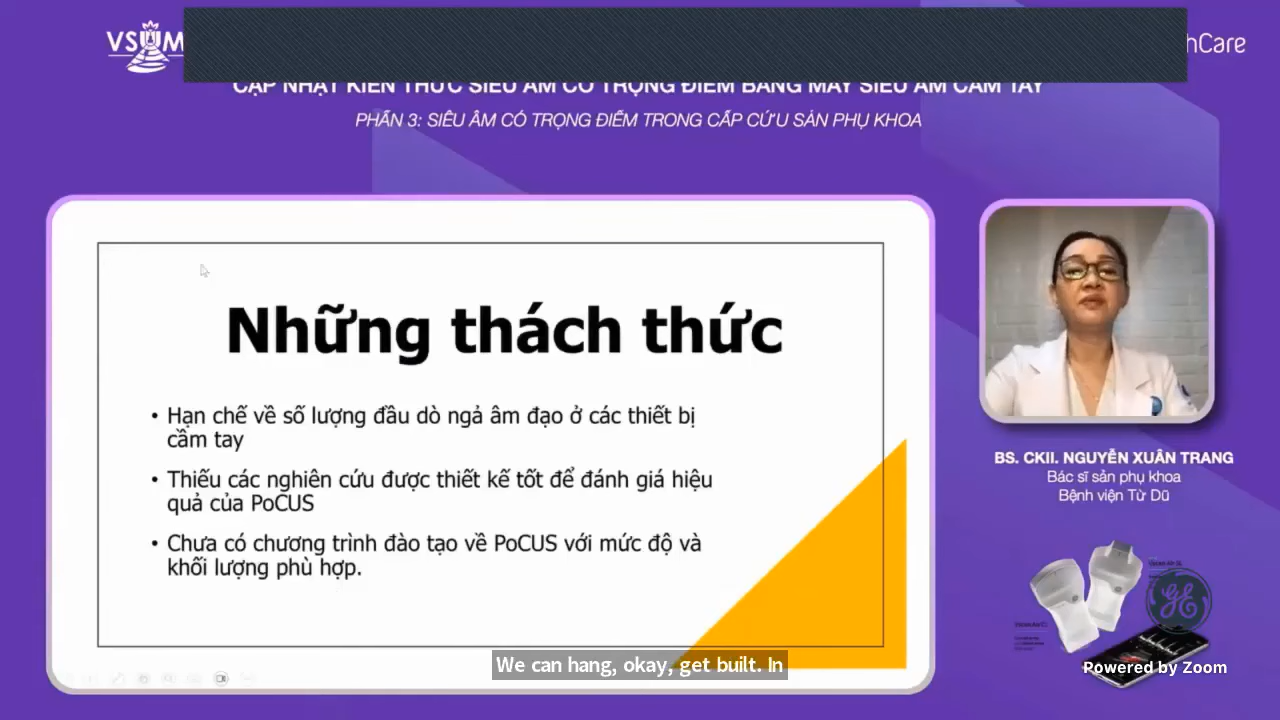 VSUM
hCare
CẬP NHẬT KIẾN THỨC SIÊU ÂM CÓ TRỌNG ĐIỂM BẰNG MÁY SIÊU ÂM CẦM TAY
PHẦN 3: SIÊU ÂM CÓ TRỌNG ĐIỂM TRONG CẤP CỨU SẢN PHỤ KHOA
Những thách thức
• Hạn chế về số lượng đầu dò ngả âm đạo ở các thiết bị
cầm tay
• Thiếu các nghiên cứu được thiết kế tốt để đánh giá hiệu
quả của PoCUS
• Chưa có chương trình đào tạo về PoCUS với mức độ và
khối lượng phù hợp.
BS. CKII. NGUYỄN XUÂN TRANG
Bác sĩ sản phụ khoa
Bệnh viện Từ Dũ
GE
We can hang, okay, get built. In
Powered by Zoom